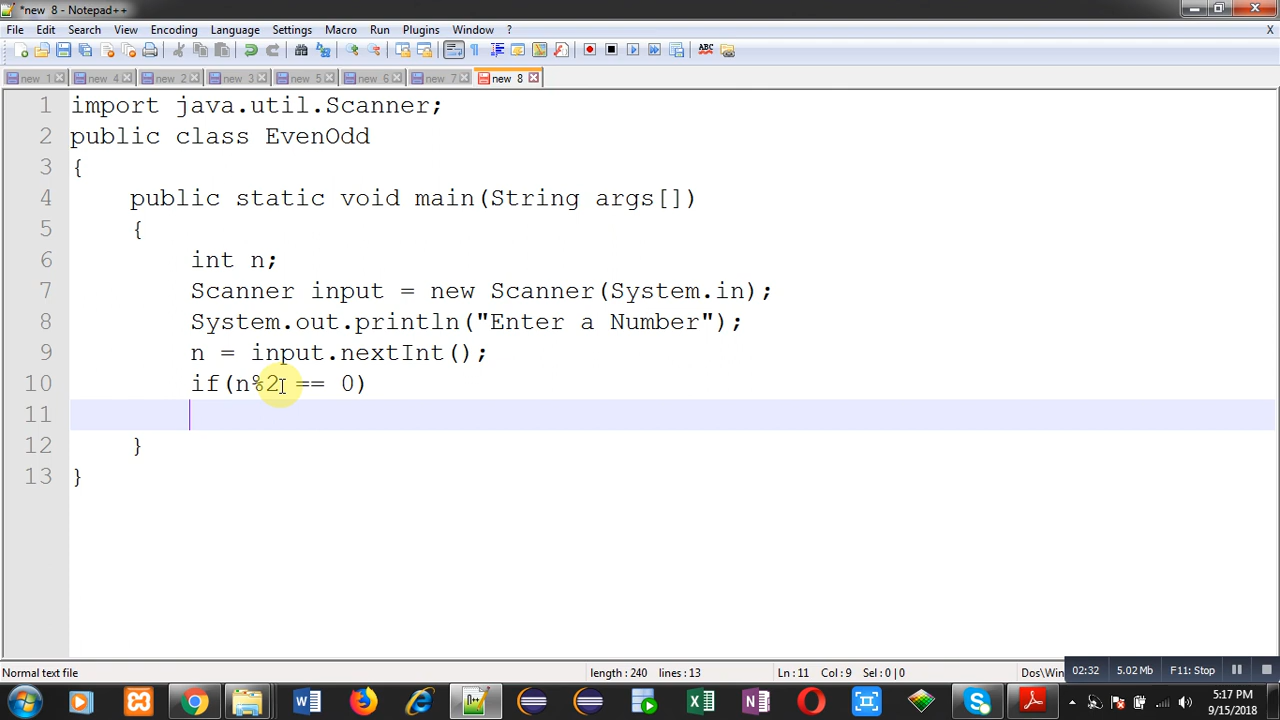 *new 8 - Notepad++
File Edit Search View Encoding Language Settings Macro Run Plugins Window ? X
ABC
new 1 new 4 new 2 new 3 new 5 new 6 new 7 new 8
1 import java.util.Scanner;
2 public class EvenOdd
3 {
4 public static void main(String args[])
5 {
6 int n;
7 Scanner input = new Scanner(System.in);
8 System.out.println("Enter a Number");
9 n = input.nextInt();
10 if(n%2 == 0)
11
12 }
13 }
Normal text file length : 240 lines : 13 Ln : 11 Col : 9 Sel : 0 | 0 Dos\Win 02:32 5.02 Mb F11: Stop
5:17 PM
9/15/2018